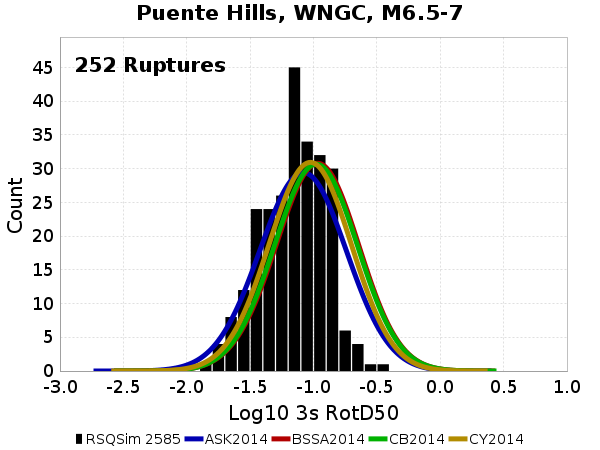 Puente Hills, WNGC, M6.5-7
252 Ruptures
45
40
35
30
25
20
15
10
5
0
Count
-3.0 -2.5 -2.0 -1.5 -1.0 -0.5 0.0 0.5 1.0
Log10 3s RotD50
RSQSim 2585 ASK2014 BSSA2014 CB2014 CY2014